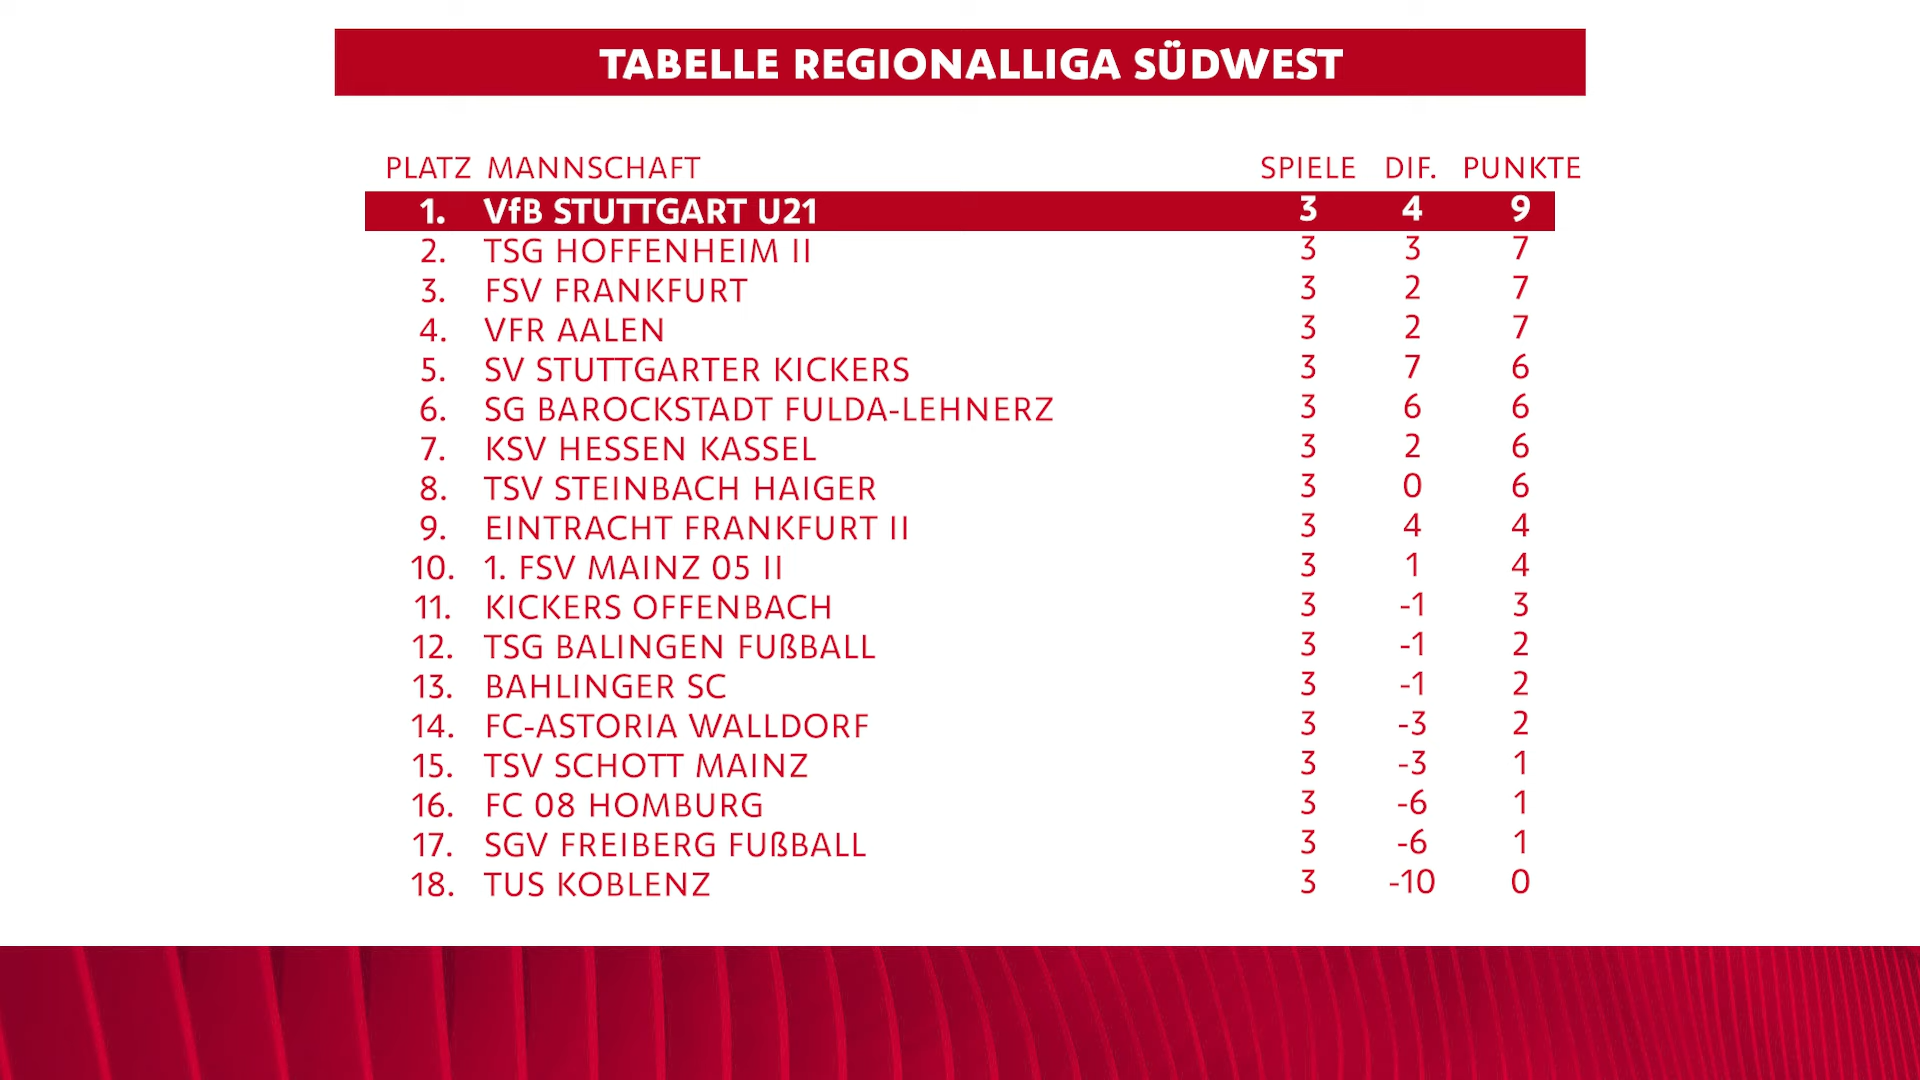 TABELLE REGIONALLIGA SÜDWEST
PLATZ MANNSCHAFT SPIELE DIF. PUNKTE
1. VfB STUTTGART U21 3 4 9
2. TSG HOFFENHEIM II 3 3 7
3. FSV FRANKFURT 3 2 7
4. VFR AALEN 3 2 7
5. SV STUTTGARTER KICKERS 3 7 6
6. SG BAROCKSTADT FULDA-LEHNERZ 3 6 6
7. KSV HESSEN KASSEL 3 2 6
8. TSV STEINBACH HAIGER 3 0 6
9. EINTRACHT FRANKFURT II 3 4 4
10. 1. FSV MAINZ 05 II 3 1 4
11. KICKERS OFFENBACH 3 -1 3
12. TSG BALINGEN FUßBALL 3 -1 2
13. BAHLINGER SC 3 -1 2
14. FC-ASTORIA WALLDORF 3 -3 2
15. TSV SCHOTT MAINZ 3 -3 1
16. FC 08 HOMBURG 3 -6 1
17. SGV FREIBERG FUßBALL 3 -6 1
18. TUS KOBLENZ 3 -10 0